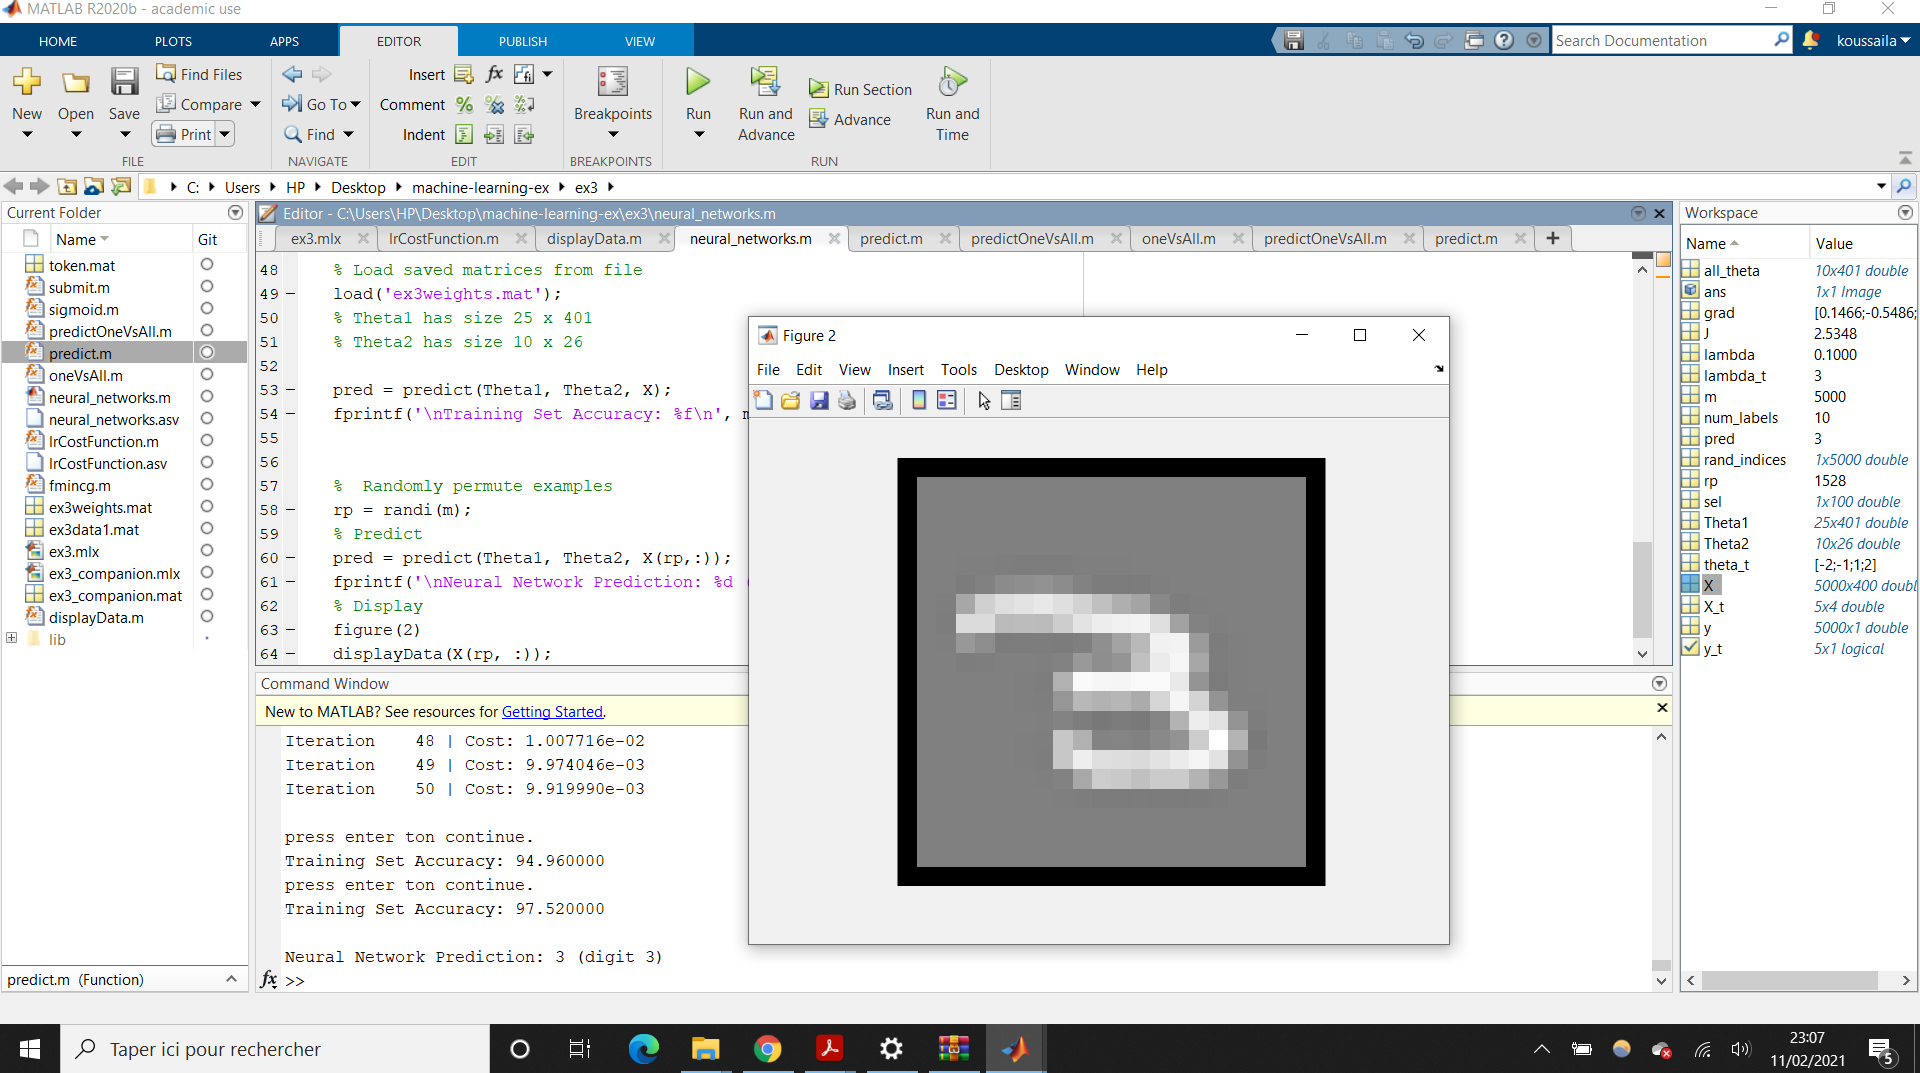 MATLAB R2020b - academic use
HOME PLOTS APPS EDITOR PUBLISH VIEW
Search Documentation
koussaila
New Open Save
Find Files
Compare
Print
Go To
Find
Insert
Comment
Indent
Breakpoints
Run
Run and Advance
Run Section
Advance
Run and Time
FILE NAVIGATE EDIT BREAKPOINTS RUN
C: Users HP Desktop machine-learning-ex ex3
Current Folder
Name Git
token.mat
submit.m
sigmoid.m
predictOneVsAll.m
predict.m
oneVsAll.m
neural_networks.m
neural_networks.asv
lrCostFunction.m
lrCostFunction.asv
fmincg.m
ex3weights.mat
ex3data1.mat
ex3.mlx
ex3_companion.mlx
ex3_companion.mat
displayData.m
lib
predict.m (Function)
Editor - C:\Users\HP\Desktop\machine-learning-ex\ex3\neural_networks.m
ex3.mlx lrCostFunction.m displayData.m neural_networks.m predict.m predictOneVsAll.m oneVsAll.m predictOneVsAll.m predict.m
48 % Load saved matrices from file
49 load('ex3weights.mat');
50 % Theta1 has size 25 x 401
51 % Theta2 has size 10 x 26
52
53 pred = predict(Theta1, Theta2, X);
54 fprintf('\nTraining Set Accuracy: %f\n',
55
56
57 % Randomly permute examples
58 rp = randi(m);
59 % Predict
60 pred = predict(Theta1, Theta2, X(rp,:));
61 fprintf('\nNeural Network Prediction: %d
62 % Display
63 figure(2)
64 displayData(X(rp, :));
Figure 2
File Edit View Insert Tools Desktop Window Help
Command Window
New to MATLAB? See resources for Getting Started.
Iteration 48 | Cost: 1.007716e-02
Iteration 49 | Cost: 9.974046e-03
Iteration 50 | Cost: 9.919990e-03
press enter ton continue.
Training Set Accuracy: 94.960000
press enter ton continue.
Training Set Accuracy: 97.520000
Neural Network Prediction: 3 (digit 3)
fx >>
Workspace
Name Value
all_theta 10x401 double
ans 1x1 Image
grad [0.1466;-0.5486;
J 2.5348
lambda 0.1000
lambda_t 3
m 5000
num_labels 10
pred 3
rand_indices 1x5000 double
rp 1528
sel 1x100 double
Theta1 25x401 double
Theta2 10x26 double
theta_t [-2;-1;1;2]
X 5000x400 doubl
X_t 5x4 double
y 5000x1 double
y_t 5x1 logical
Taper ici pour rechercher
23:07
11/02/2021
5